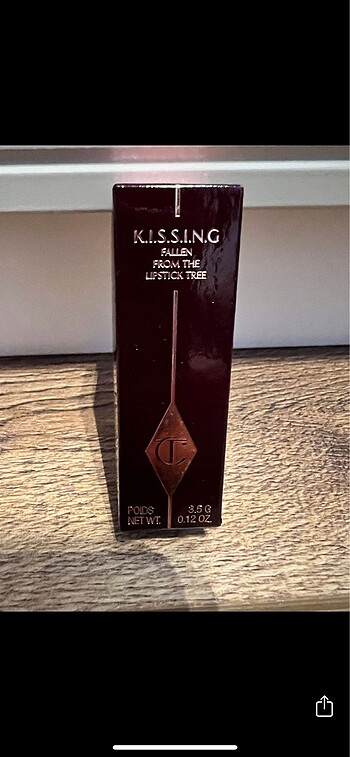 K.I.S.S.I.N.G
FALLEN
FROM THE
LIPSTICK TREE
CT
POIDS 3.5 G
NET WT. 0.12 OZ.